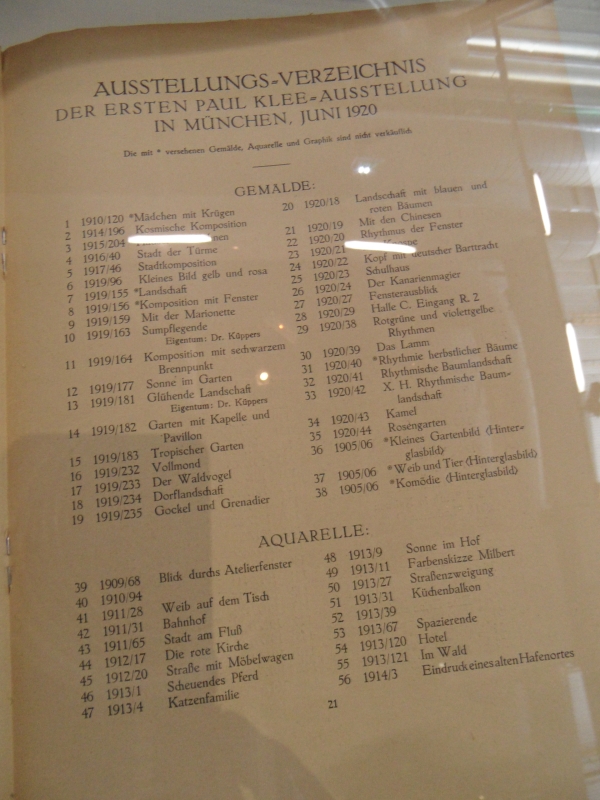 AUSSTELLUNGS=VERZEICHNIS
DER ERSTEN PAUL KLEE=AUSSTELLUNG
IN MÜNCHEN, JUNI 1920
Die mit * versehenen Gemälde, Aquarelle und Graphik sind nicht verkäuflich
GEMÄLDE:
1 1910/120 *Mädchen mit Krügen
2 1914/196 Kosmische Komposition
3 1915/204
4 1916/40 Stadt der Türme
5 1917/46 Stadtkomposition
6 1919/96 Kleines Bild gelb und rosa
7 1919/155 *Landschaft
8 1919/156 *Komposition mit Fenster
9 1919/159 Mit der Marionette
10 1919/163 Sumpflegende
Eigentum: Dr. Küppers
11 1919/164 Komposition mit schwarzem
Brennpunkt
12 1919/177 Sonne im Garten
13 1919/181 Glühende Landschaft
Eigentum: Dr. Küppers
14 1919/182 Garten mit Kapelle und
Pavillon
15 1919/183 Tropischer Garten
16 1919/232 Vollmond
17 1919/233 Der Waldvogel
18 1919/234 Dorflandschaft
19 1919/235 Gockel und Grenadier
20 1920/18 Landschaft mit blauen und
roten Bäumen
21 1920/19 Mit den Chinesen
22 1920/20 Rhythmus der Fenster
23 1920/21
24 1920/22 Kopf mit deutscher Barttracht
25 1920/23 Schulhaus
26 1920/24 Der Kanarienmagier
27 1920/27 Fensterausblick
28 1920/29 Halle C. Eingang R. 2
29 1920/38 Rotgrüne und violettgelbe
Rhythmen
30 1920/39 Das Lamm
31 1920/40 *Rhythmie herbstlicher Bäume
32 1920/41 Rhythmische Baumlandschaft
33 1920/42 X. H. Rhythmische Baum-
landschaft
34 1920/43 Kamel
35 1920/44 Rosengarten
36 1905/06 *Kleines Gartenbild (Hinter-
glasbild)
37 1905/06 *Weib und Tier (Hinterglasbild)
38 1905/06 *Komödie (Hinterglasbild)
AQUARELLE:
39 1909/68 Blick durchs Atelierfenster
40 1910/94
41 1911/28 Weib auf dem Tisch
42 1911/31 Bahnhof
43 1911/65 Stadt am Fluß
44 1912/17 Die rote Kirche
45 1912/20 Straße mit Möbelwagen
46 1913/1 Scheuendes Pferd
47 1913/4 Katzenfamilie
48 1913/9 Sonne im Hof
49 1913/11 Farbenskizze Milbert
50 1913/27 Straßenzweigung
51 1913/31 Küchenbalkon
52 1913/39
53 1913/67 Spazierende
54 1913/120 Hotel
55 1913/121 Im Wald
56 1914/3 Eindruck eines alten Hafenortes
21